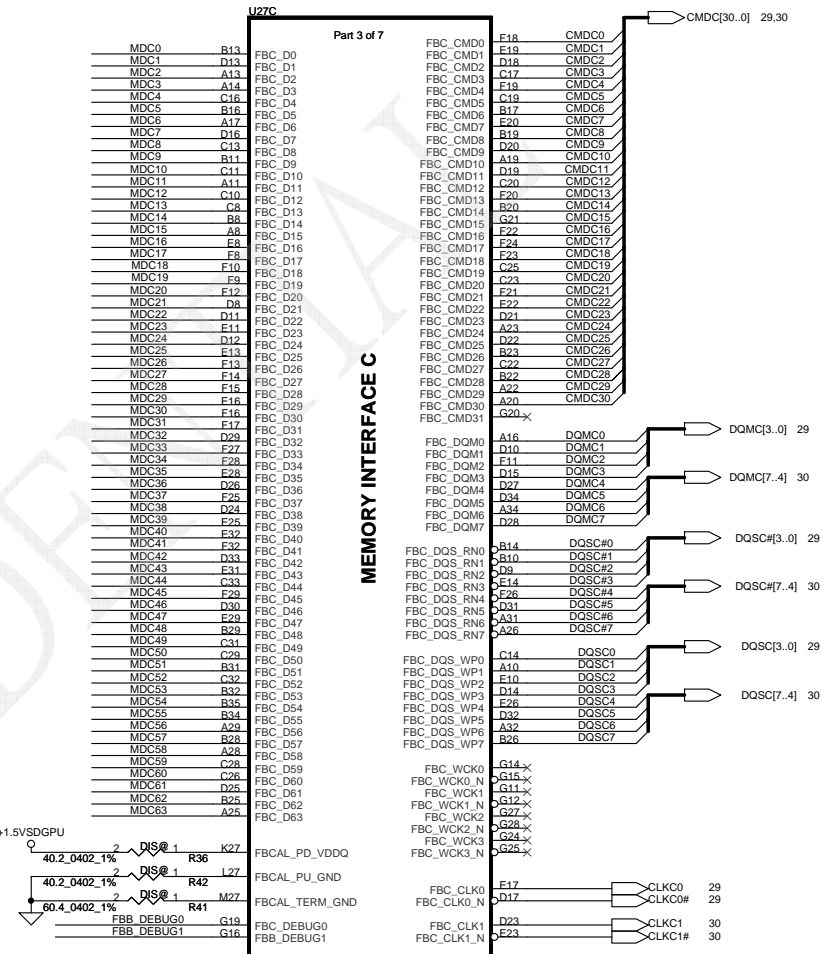 U27C
Part 3 of 7
MEMORY INTERFACE C
MDC0 B13 FBC_D0
MDC1 D13 FBC_D1
MDC2 A13 FBC_D2
MDC3 A14 FBC_D3
MDC4 C16 FBC_D4
MDC5 B16 FBC_D5
MDC6 A17 FBC_D6
MDC7 D16 FBC_D7
MDC8 C13 FBC_D8
MDC9 B11 FBC_D9
MDC10 C11 FBC_D10
MDC11 A11 FBC_D11
MDC12 C10 FBC_D12
MDC13 C8 FBC_D13
MDC14 B8 FBC_D14
MDC15 A8 FBC_D15
MDC16 E8 FBC_D16
MDC17 F8 FBC_D17
MDC18 F10 FBC_D18
MDC19 F9 FBC_D19
MDC20 F12 FBC_D20
MDC21 D8 FBC_D21
MDC22 D11 FBC_D22
MDC23 E11 FBC_D23
MDC24 D12 FBC_D24
MDC25 E13 FBC_D25
MDC26 F13 FBC_D26
MDC27 F14 FBC_D27
MDC28 F15 FBC_D28
MDC29 E16 FBC_D29
MDC30 F16 FBC_D30
MDC31 F17 FBC_D31
MDC32 D29 FBC_D32
MDC33 F27 FBC_D33
MDC34 F28 FBC_D34
MDC35 E28 FBC_D35
MDC36 D26 FBC_D36
MDC37 F25 FBC_D37
MDC38 D24 FBC_D38
MDC39 E25 FBC_D39
MDC40 E32 FBC_D40
MDC41 F32 FBC_D41
MDC42 D33 FBC_D42
MDC43 E31 FBC_D43
MDC44 C33 FBC_D44
MDC45 F29 FBC_D45
MDC46 D30 FBC_D46
MDC47 E29 FBC_D47
MDC48 B29 FBC_D48
MDC49 C31 FBC_D49
MDC50 C29 FBC_D50
MDC51 B31 FBC_D51
MDC52 C32 FBC_D52
MDC53 B32 FBC_D53
MDC54 B35 FBC_D54
MDC55 B34 FBC_D55
MDC56 A29 FBC_D56
MDC57 B28 FBC_D57
MDC58 A28 FBC_D58
MDC59 C28 FBC_D59
MDC60 C26 FBC_D60
MDC61 D25 FBC_D61
MDC62 B25 FBC_D62
MDC63 A25 FBC_D63
+1.5VSDGPU
2 DIS@ 1 K27 FBCAL_PD_VDDQ
40.2_0402_1% R36
2 DIS@ 1 L27 FBCAL_PU_GND
40.2_0402_1% R42
2 DIS@ 1 M27 FBCAL_TERM_GND
60.4_0402_1% R41
FBB_DEBUG0 G19 FBC_DEBUG0
FBB_DEBUG1 G16 FBB_DEBUG1
FBC_CMD0 F18 CMDC0
FBC_CMD1 E19 CMDC1
FBC_CMD2 D18 CMDC2
FBC_CMD3 C17 CMDC3
FBC_CMD4 F19 CMDC4
FBC_CMD5 C19 CMDC5
FBC_CMD6 B17 CMDC6
FBC_CMD7 E20 CMDC7
FBC_CMD8 B19 CMDC8
FBC_CMD9 D20 CMDC9
FBC_CMD10 A19 CMDC10
FBC_CMD11 D19 CMDC11
FBC_CMD12 C20 CMDC12
FBC_CMD13 F20 CMDC13
FBC_CMD14 B20 CMDC14
FBC_CMD15 G21 CMDC15
FBC_CMD16 F22 CMDC16
FBC_CMD17 F24 CMDC17
FBC_CMD18 F23 CMDC18
FBC_CMD19 C25 CMDC19
FBC_CMD20 C23 CMDC20
FBC_CMD21 F21 CMDC21
FBC_CMD22 E22 CMDC22
FBC_CMD23 D21 CMDC23
FBC_CMD24 A23 CMDC24
FBC_CMD25 D22 CMDC25
FBC_CMD26 B23 CMDC26
FBC_CMD27 C22 CMDC27
FBC_CMD28 B22 CMDC28
FBC_CMD29 A22 CMDC29
FBC_CMD30 A20 CMDC30
FBC_CMD31 G20
CMDC[30..0] 29,30
FBC_DQM0 A16 DQMC0
FBC_DQM1 D10 DQMC1
FBC_DQM2 F11 DQMC2
FBC_DQM3 D15 DQMC3
FBC_DQM4 D27 DQMC4
FBC_DQM5 D34 DQMC5
FBC_DQM6 A34 DQMC6
FBC_DQM7 D28 DQMC7
DQMC[3..0] 29
DQMC[7..4] 30
FBC_DQS_RN0 B14 DQSC#0
FBC_DQS_RN1 B10 DQSC#1
FBC_DQS_RN2 D9 DQSC#2
FBC_DQS_RN3 E14 DQSC#3
FBC_DQS_RN4 F26 DQSC#4
FBC_DQS_RN5 D31 DQSC#5
FBC_DQS_RN6 A31 DQSC#6
FBC_DQS_RN7 A26 DQSC#7
DQSC#[3..0] 29
DQSC#[7..4] 30
FBC_DQS_WP0 C14 DQSC0
FBC_DQS_WP1 A10 DQSC1
FBC_DQS_WP2 E10 DQSC2
FBC_DQS_WP3 D14 DQSC3
FBC_DQS_WP4 E26 DQSC4
FBC_DQS_WP5 D32 DQSC5
FBC_DQS_WP6 A32 DQSC6
FBC_DQS_WP7 B26 DQSC7
DQSC[3..0] 29
DQSC[7..4] 30
FBC_WCK0 G14
FBC_WCK0_N G15
FBC_WCK1 G11
FBC_WCK1_N G12
FBC_WCK2 G27
FBC_WCK2_N G28
FBC_WCK3 G24
FBC_WCK3_N G25
FBC_CLK0 E17 CLKC0 29
FBC_CLK0_N D17 CLKC0# 29
FBC_CLK1 D23 CLKC1 30
FBC_CLK1_N E23 CLKC1# 30